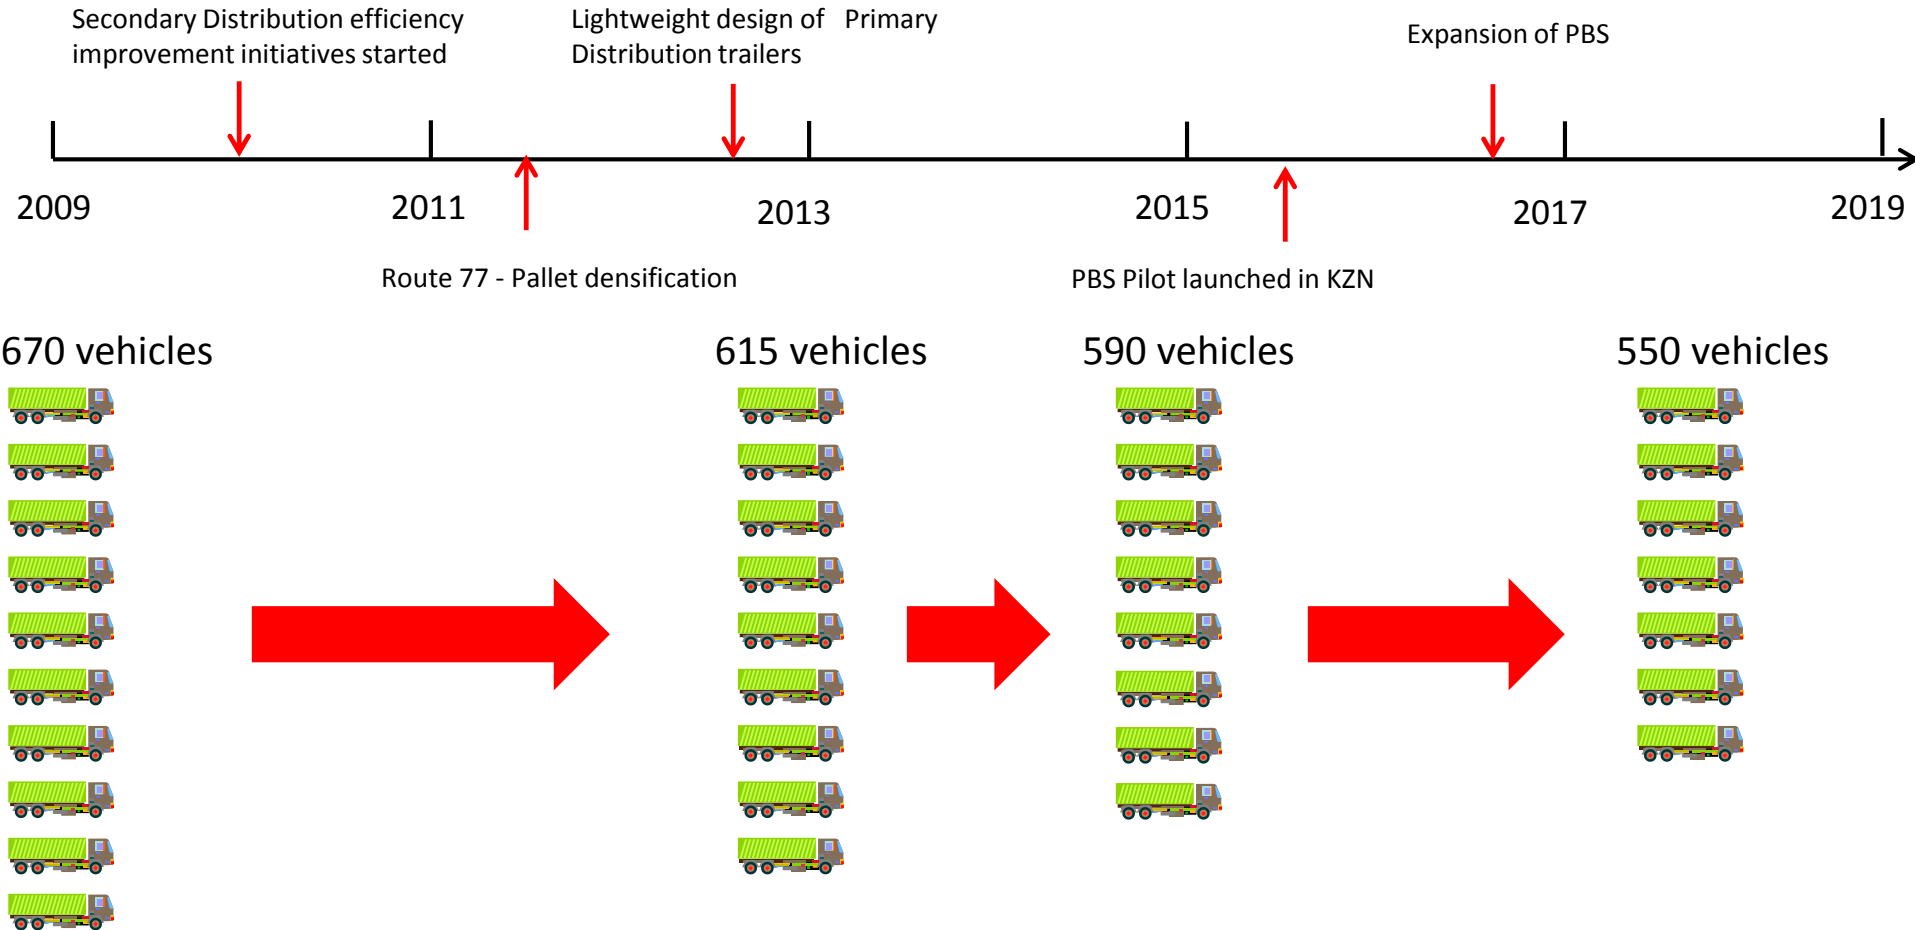 Secondary Distribution efficiency
improvement initiatives started
Lightweight design of Primary
Distribution trailers
Expansion of PBS
2009
2011
2013
2015
2017
2019
Route 77 - Pallet densification
PBS Pilot launched in KZN
670 vehicles
615 vehicles
590 vehicles
550 vehicles